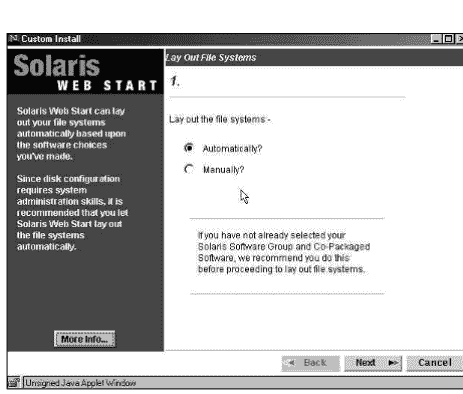 Custom Install
Solaris
WEB START
Lay Out File Systems
1.
Solaris Web Start can lay
out your file systems
automatically based upon
the software choices
you've made.
Since disk configuration
requires system
administration skills, it is
recommended that you let
Solaris Web Start lay out
the file systems
automatically.
More Info...
Lay out the file systems -
Automatically?
Manually?
If you have not already selected your
Solaris Software Group and Co-Packaged
Software, we recommend you do this
before proceeding to lay out file systems.
Back Next Cancel
Unsigned Java Applet Window